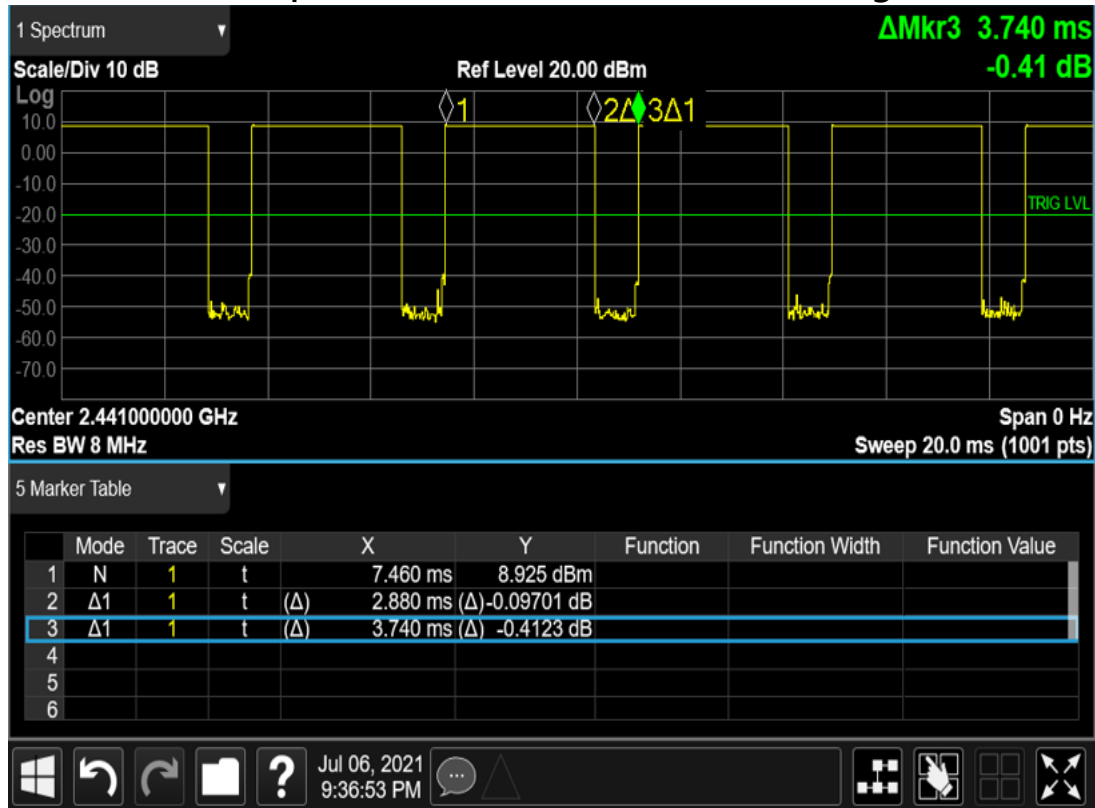 1 Spectrum
ΔMkr3 3.740 ms
-0.41 dB
Scale/Div 10 dB
Ref Level 20.00 dBm
Log
1
2Δ
3Δ1
10.0
0.00
-10.0
-20.0
TRIG LVL
-30.0
-40.0
-50.0
-60.0
-70.0
Center 2.441000000 GHz
Span 0 Hz
Res BW 8 MHz
Sweep 20.0 ms (1001 pts)
5 Marker Table
Mode Trace Scale X Y Function Function Width Function Value
1 N 1 t 7.460 ms 8.925 dBm
2 Δ1 1 t (Δ) 2.880 ms (Δ) -0.09701 dB
3 Δ1 1 t (Δ) 3.740 ms (Δ) -0.4123 dB
4
5
6
?
Jul 06, 2021
9:36:53 PM